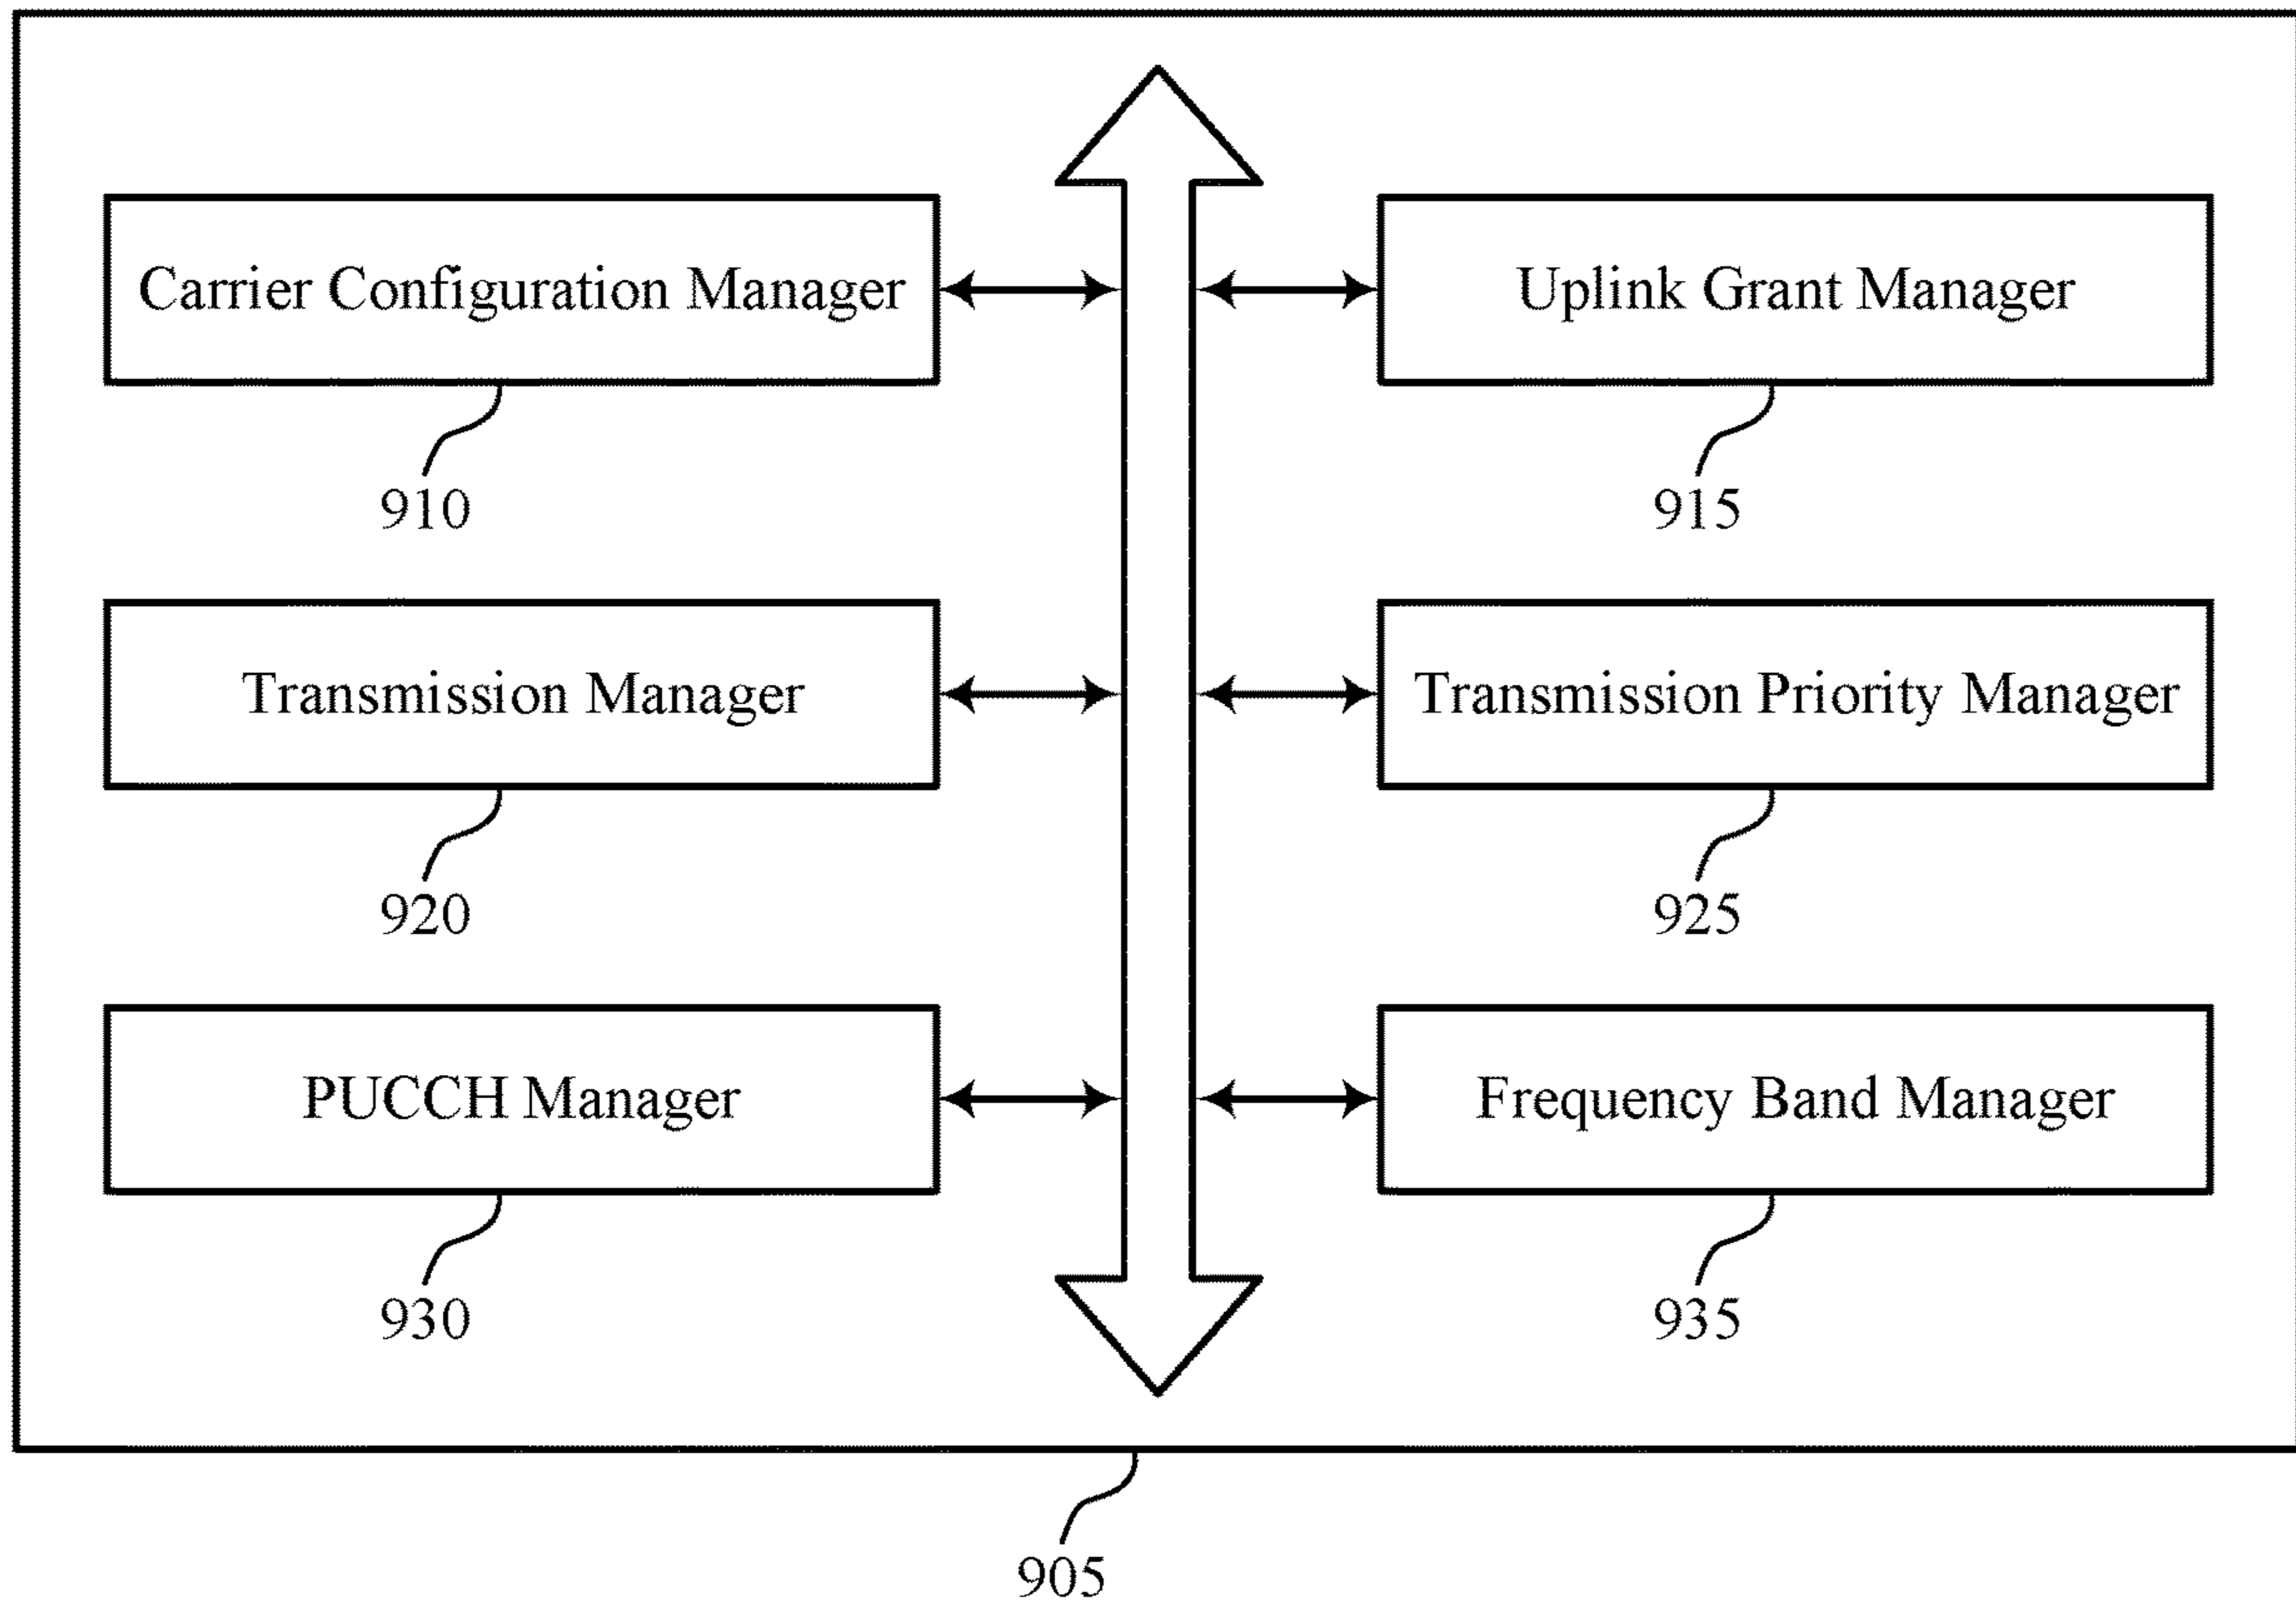 Carrier Configuration Manager
Uplink Grant Manager
910
915
Transmission Manager
Transmission Priority Manager
920
925
PUCCH Manager
Frequency Band Manager
930
935
905